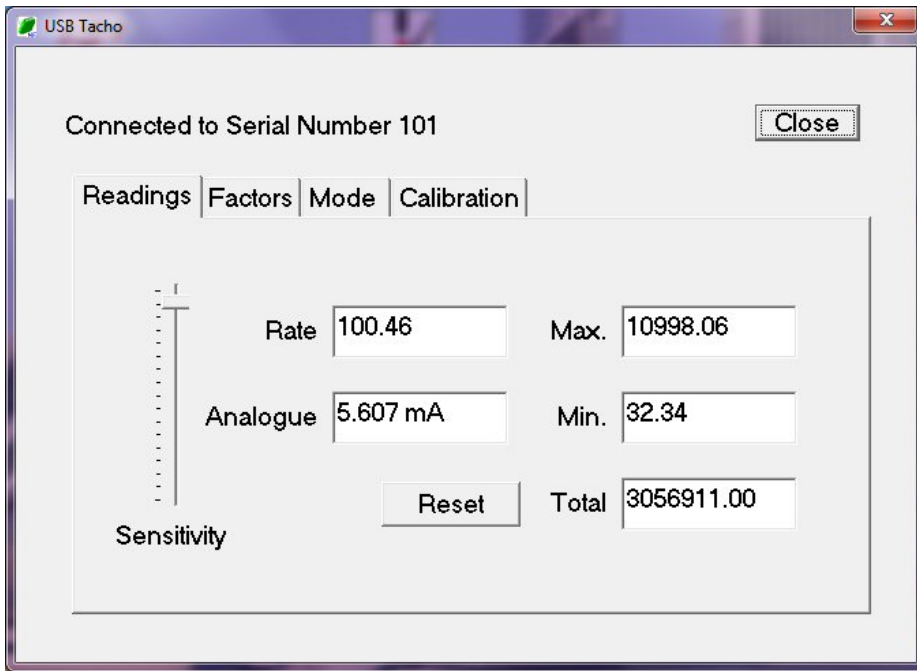 USB Tacho
Connected to Serial Number 101
Close
Readings Factors Mode Calibration
Rate 100.46 Max. 10998.06
Analogue 5.607 mA Min. 32.34
Reset Total 3056911.00
Sensitivity